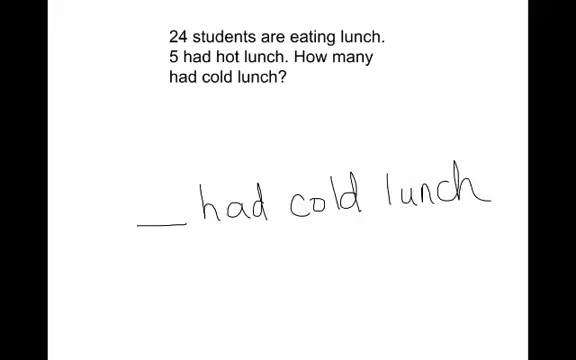 24 students are eating lunch.
5 had hot lunch. How many
had cold lunch?
__ had cold lunch